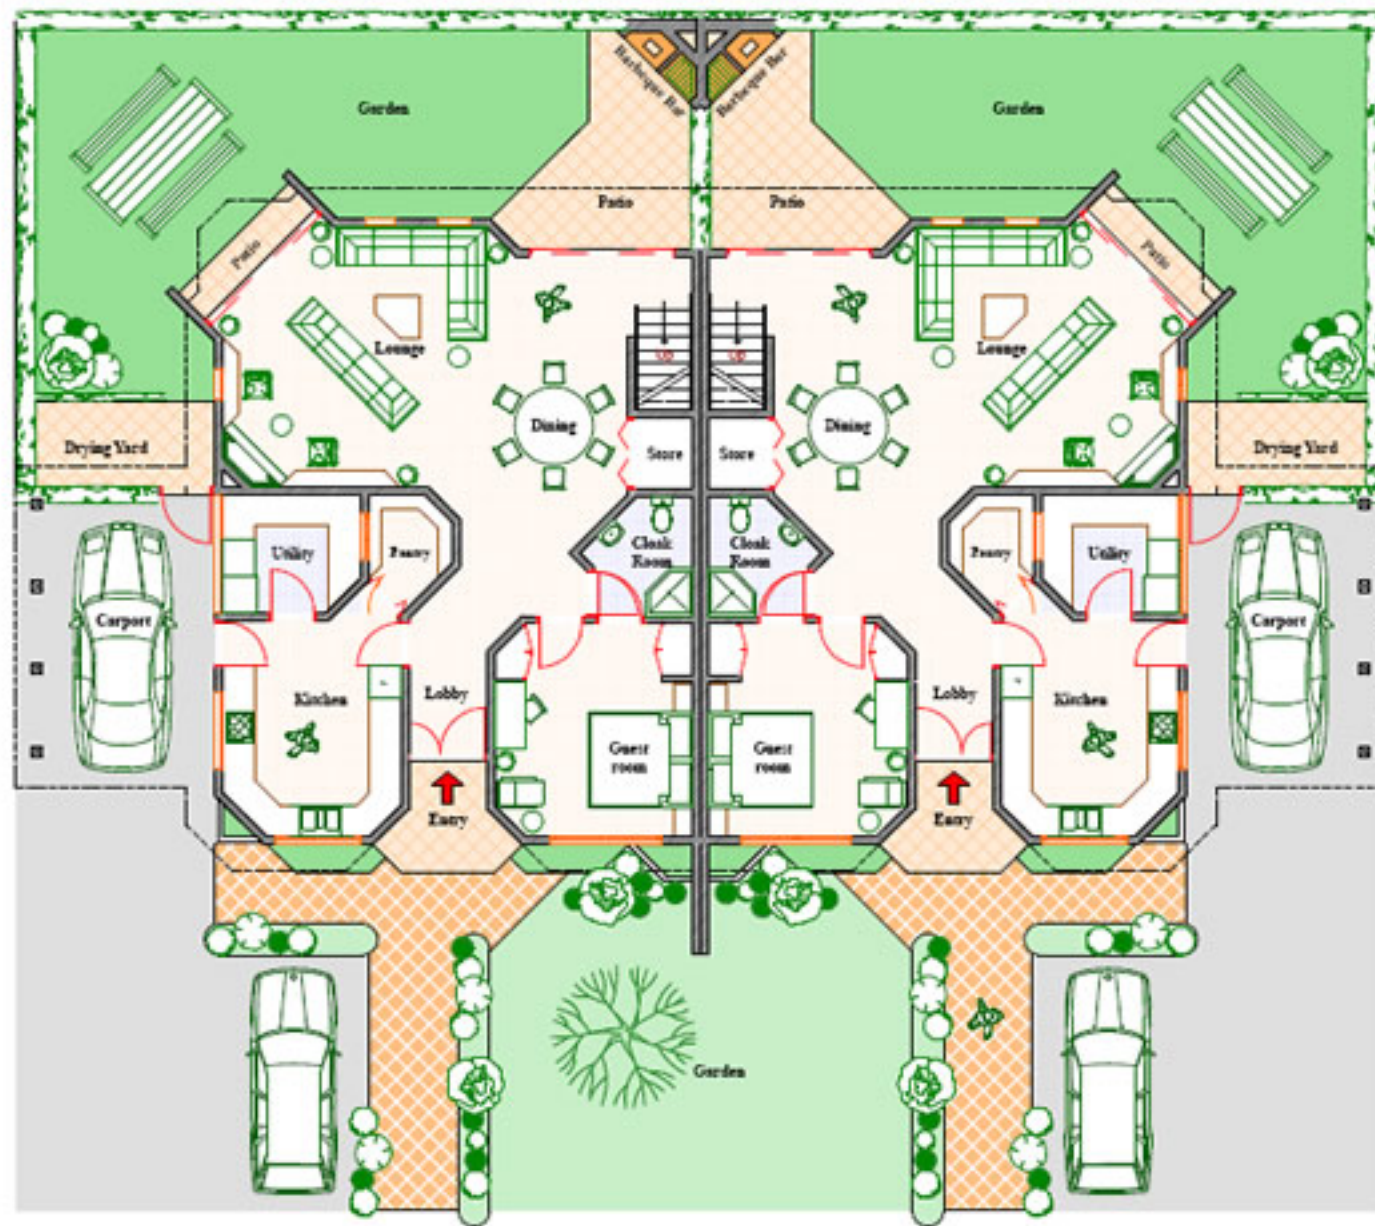 Barbeque Bar
Barbeque Bar
Garden
Garden
Patio
Patio
Patio
Patio
Lounge
Lounge
UP
UP
Dining
Dining
Drying Yard
Store
Store
Drying Yard
Utility
Pantry
Cloak
Room
Cloak
Room
Pantry
Utility
Carport
Carport
Kitchen
Lobby
Lobby
Kitchen
Guest
room
Guest
room
Entry
Entry
Garden